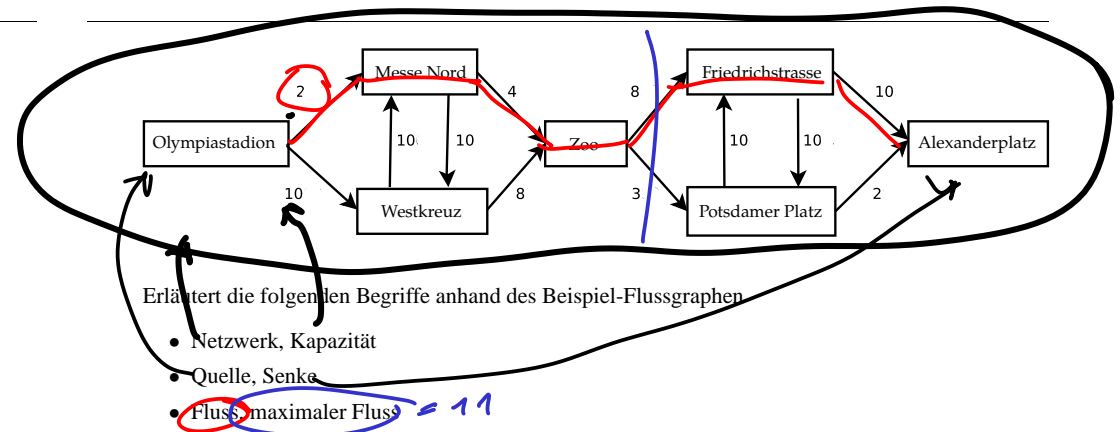 Messe Nord
Friedrichstrasse
2
4
8
10
Olympiastadion
10
10
Zoo
10
10
Alexanderplatz
10
8
3
2
Westkreuz
Potsdamer Platz
Erläutert die folgenden Begriffe anhand des Beispiel-Flussgraphen
• Netzwerk, Kapazität
• Quelle, Senke
• Fluss, maximaler Fluss = 11